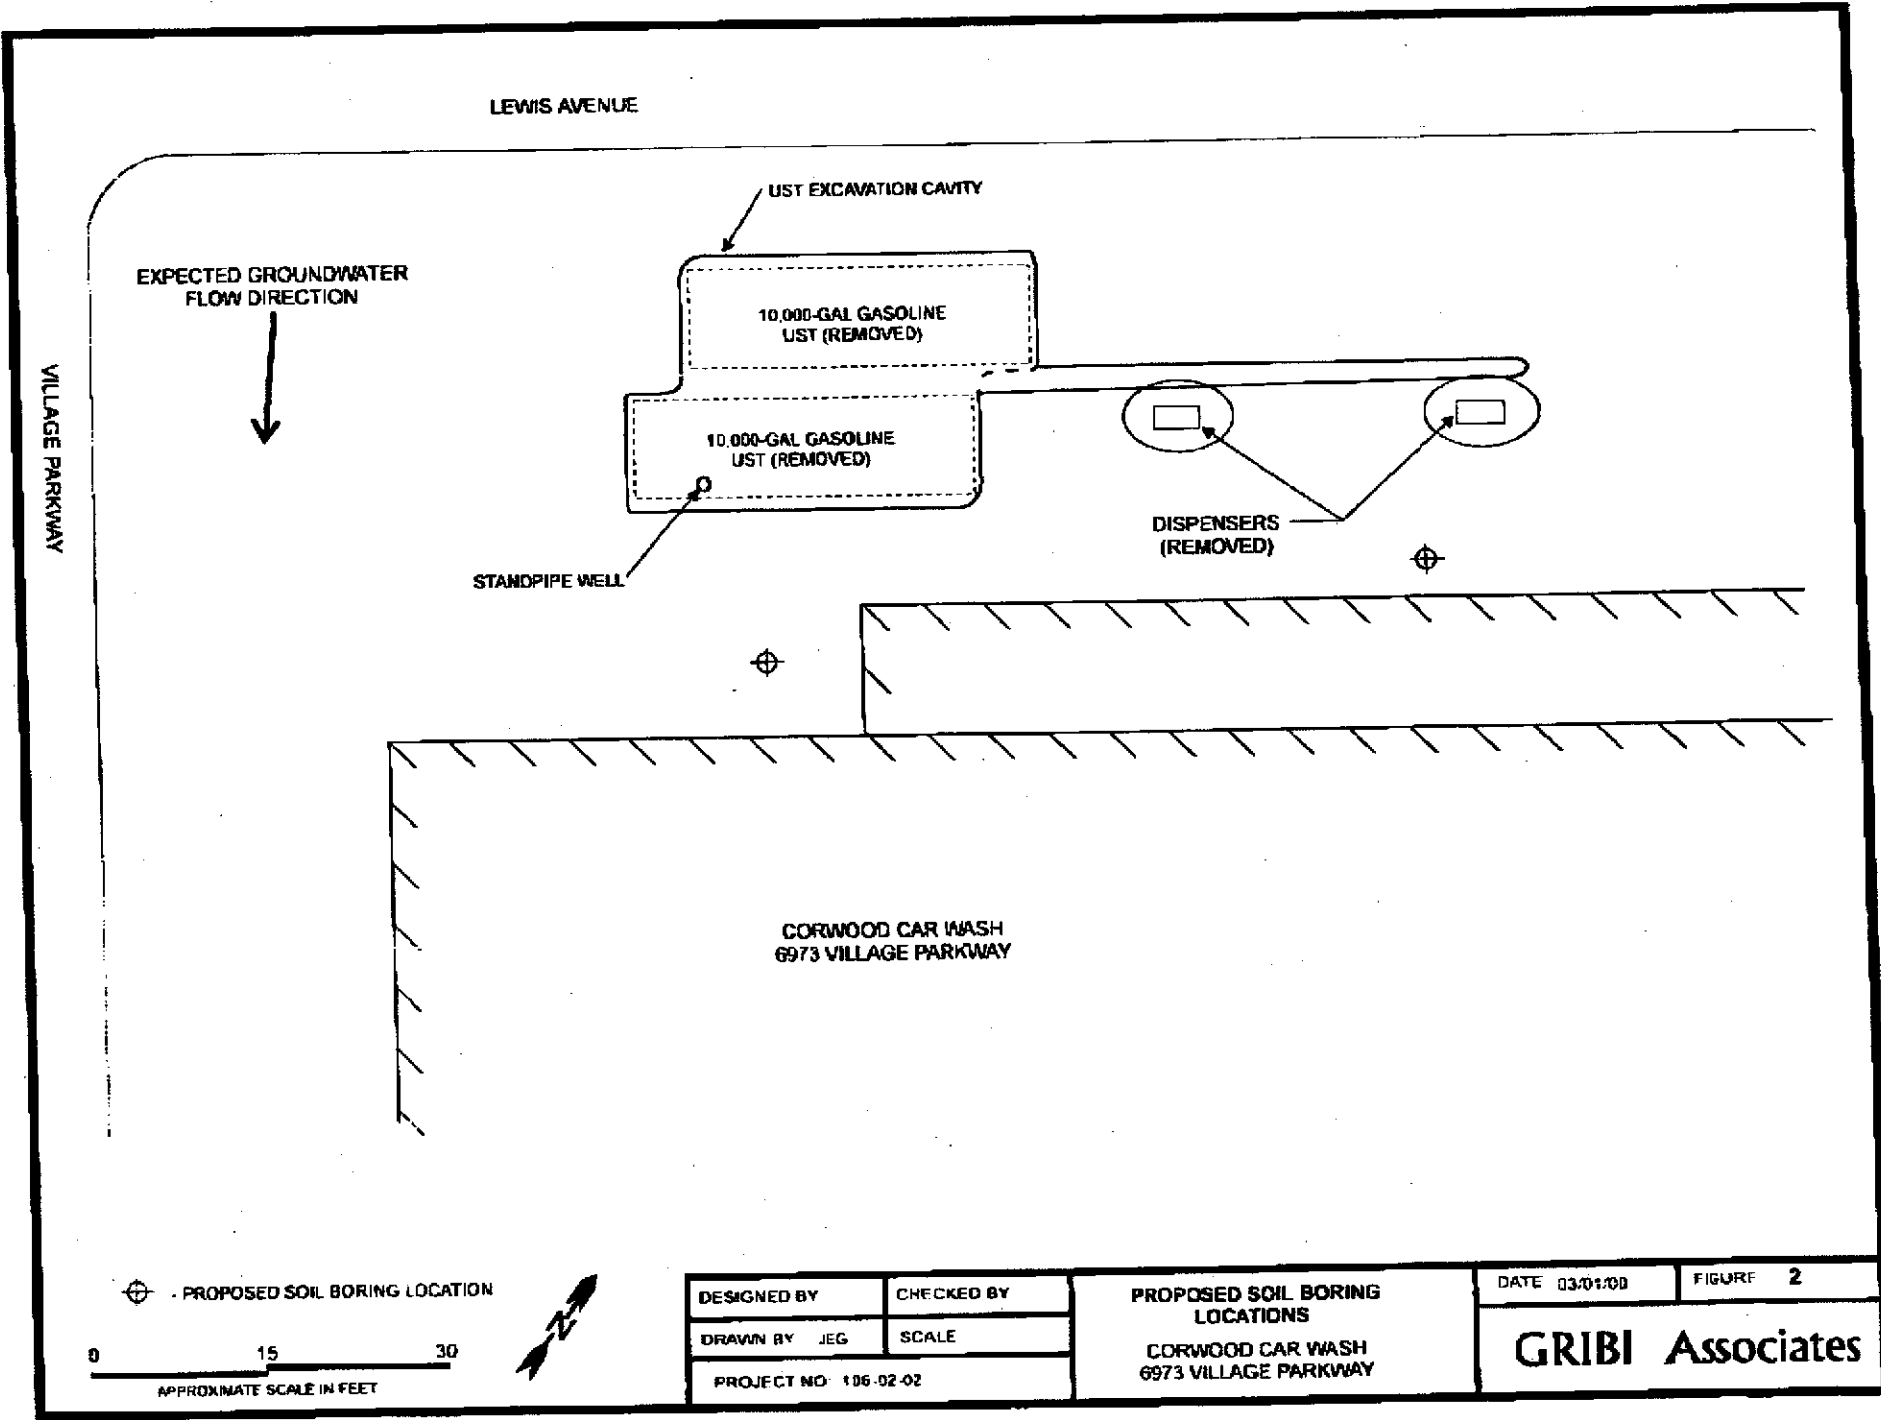 LEWIS AVENUE
UST EXCAVATION CAVITY
EXPECTED GROUNDWATER
FLOW DIRECTION
10,000-GAL GASOLINE
UST (REMOVED)
VILLAGE PARKWAY
10,000-GAL GASOLINE
UST (REMOVED)
DISPENSERS
(REMOVED)
STANDPIPE WELL
CORWOOD CAR WASH
6973 VILLAGE PARKWAY
- PROPOSED SOIL BORING LOCATION
N
0 15 30
APPROXIMATE SCALE IN FEET
DESIGNED BY
CHECKED BY
DRAWN BY JEG
SCALE
PROJECT NO: 106-02-02
PROPOSED SOIL BORING
LOCATIONS
CORWOOD CAR WASH
6973 VILLAGE PARKWAY
DATE 03/01/00
FIGURE 2
GRIBI Associates